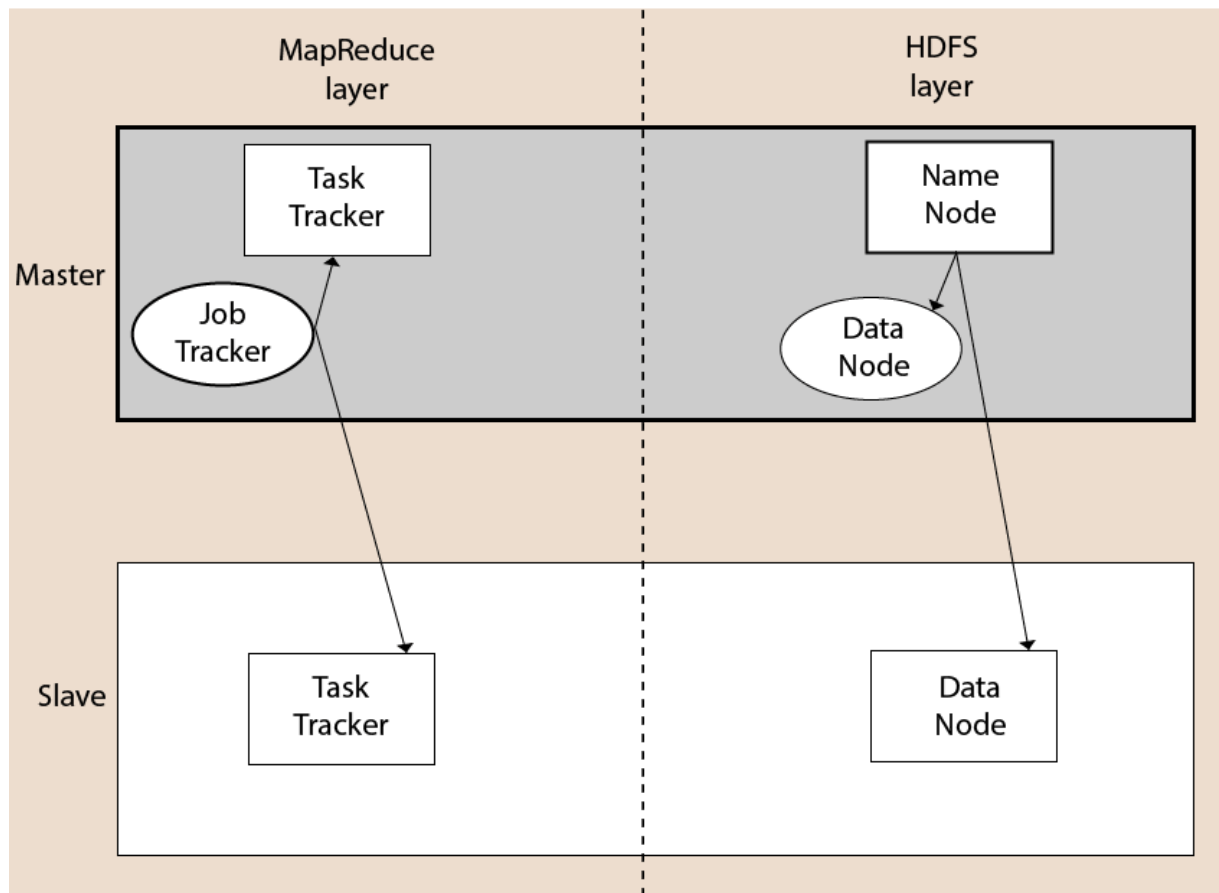 MapReduce
layer
HDFS
layer
Master
Task
Tracker
Job
Tracker
Name
Node
Data
Node
Slave
Task
Tracker
Data
Node